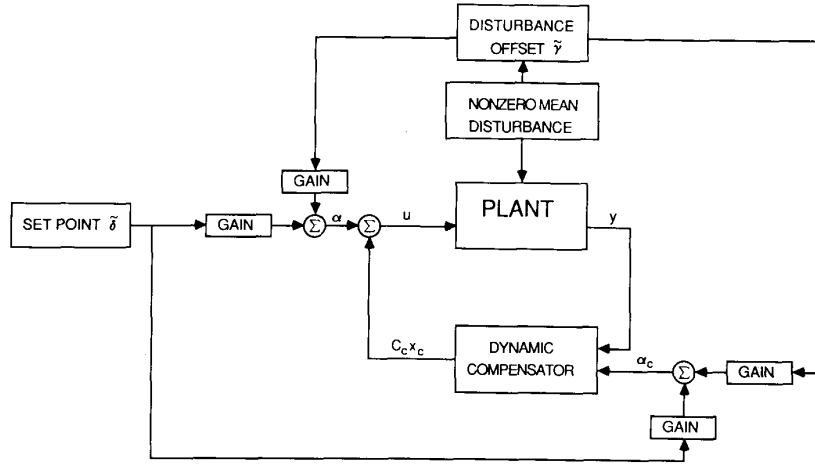 DISTURBANCE
OFFSET γ̃
NONZERO MEAN
DISTURBANCE
GAIN
SET POINT δ̃
GAIN
Σ
α
Σ
u
PLANT
y
C_c x_c
DYNAMIC
COMPENSATOR
α_c
Σ
GAIN
GAIN